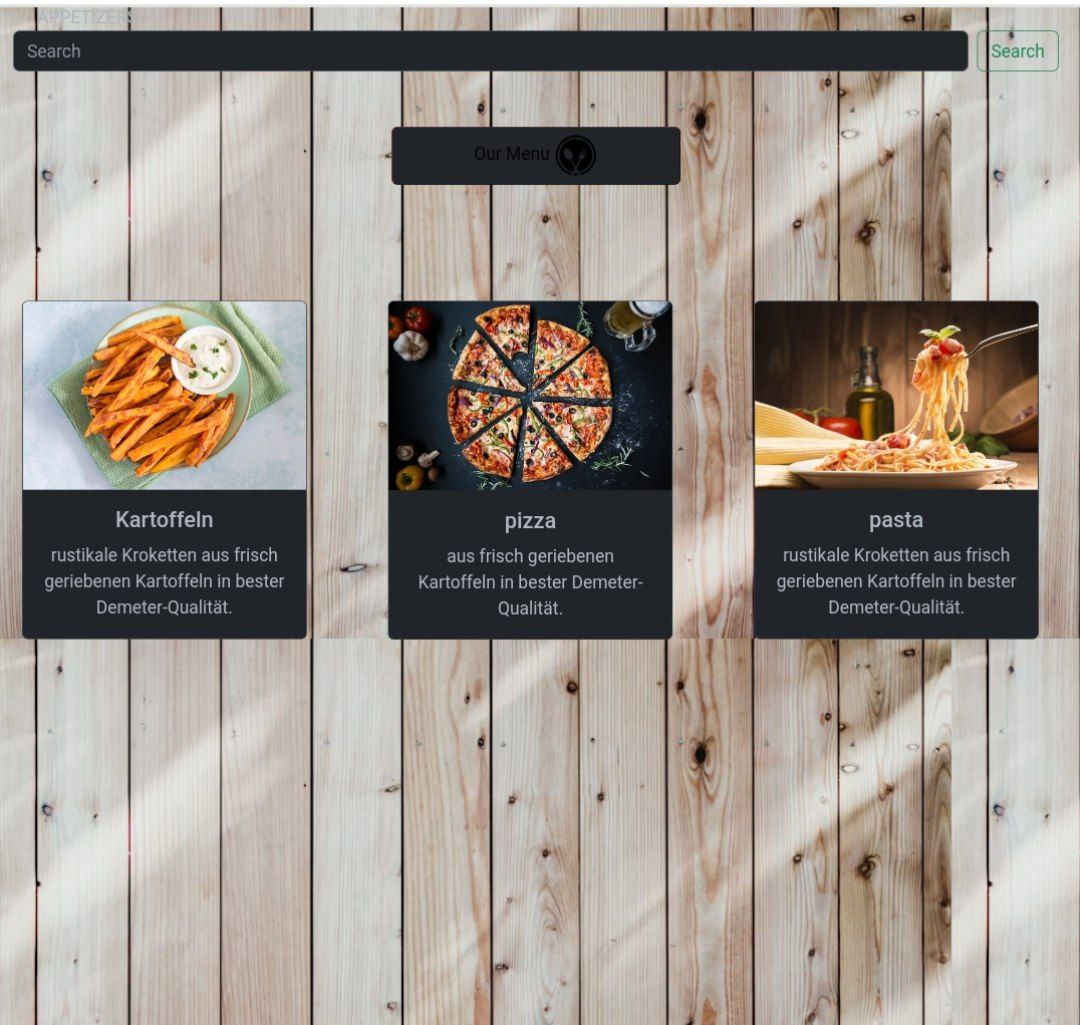 APPETIZERS
Search
Search
Our Menu
Kartoffeln
rustikale Kroketten aus frisch
geriebenen Kartoffeln in bester
Demeter-Qualität.
pizza
aus frisch geriebenen
Kartoffeln in bester Demeter-
Qualität.
pasta
rustikale Kroketten aus frisch
geriebenen Kartoffeln in bester
Demeter-Qualität.